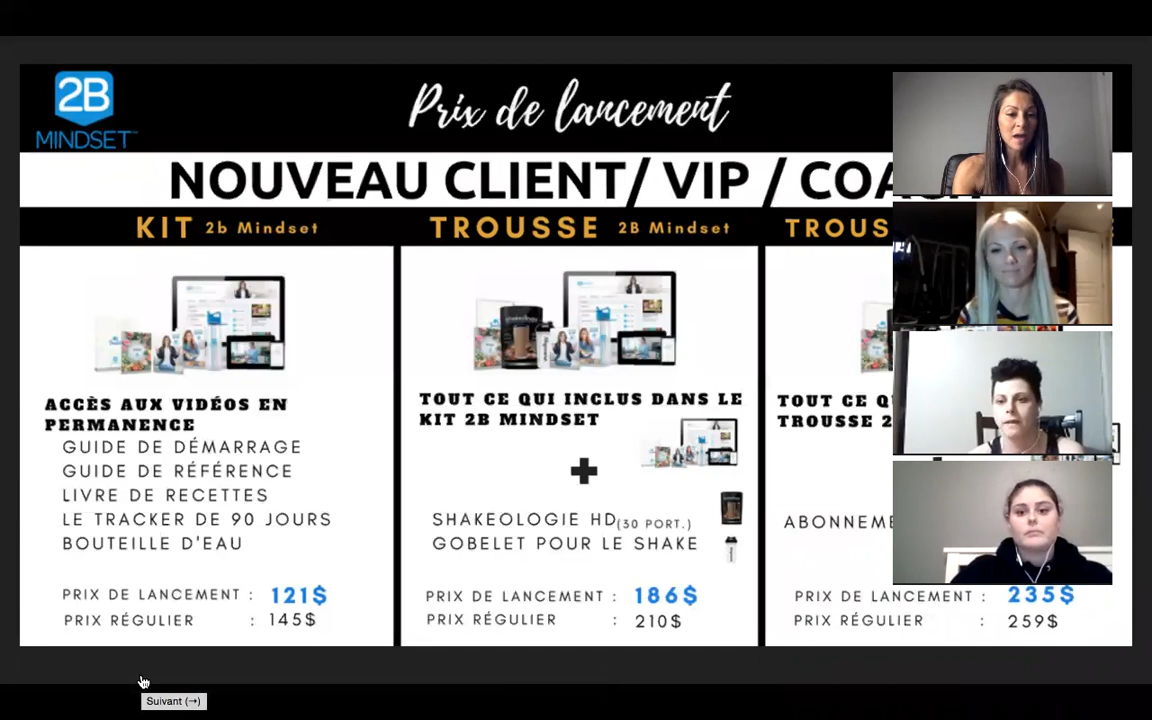 2B
MINDSET
Prix de lancement
NOUVEAU CLIENT/ VIP / COA
KIT 2b Mindset
TROUSSE 2B Mindset
TROUS
ACCÈS AUX VIDÉOS EN
PERMANENCE
GUIDE DE DÉMARRAGE
GUIDE DE RÉFÉRENCE
LIVRE DE RECETTES
LE TRACKER DE 90 JOURS
BOUTEILLE D'EAU
PRIX DE LANCEMENT : 121$
PRIX RÉGULIER : 145$
TOUT CE QUI INCLUS DANS LE
KIT 2B MINDSET
+
SHAKEOLOGIE HD(30 PORT.)
GOBELET POUR LE SHAKE
PRIX DE LANCEMENT : 186$
PRIX RÉGULIER : 210$
TOUT CE QU
TROUSSE 2
ABONNEME
PRIX DE LANCEMENT : 235$
PRIX RÉGULIER : 259$
Suivant (→)